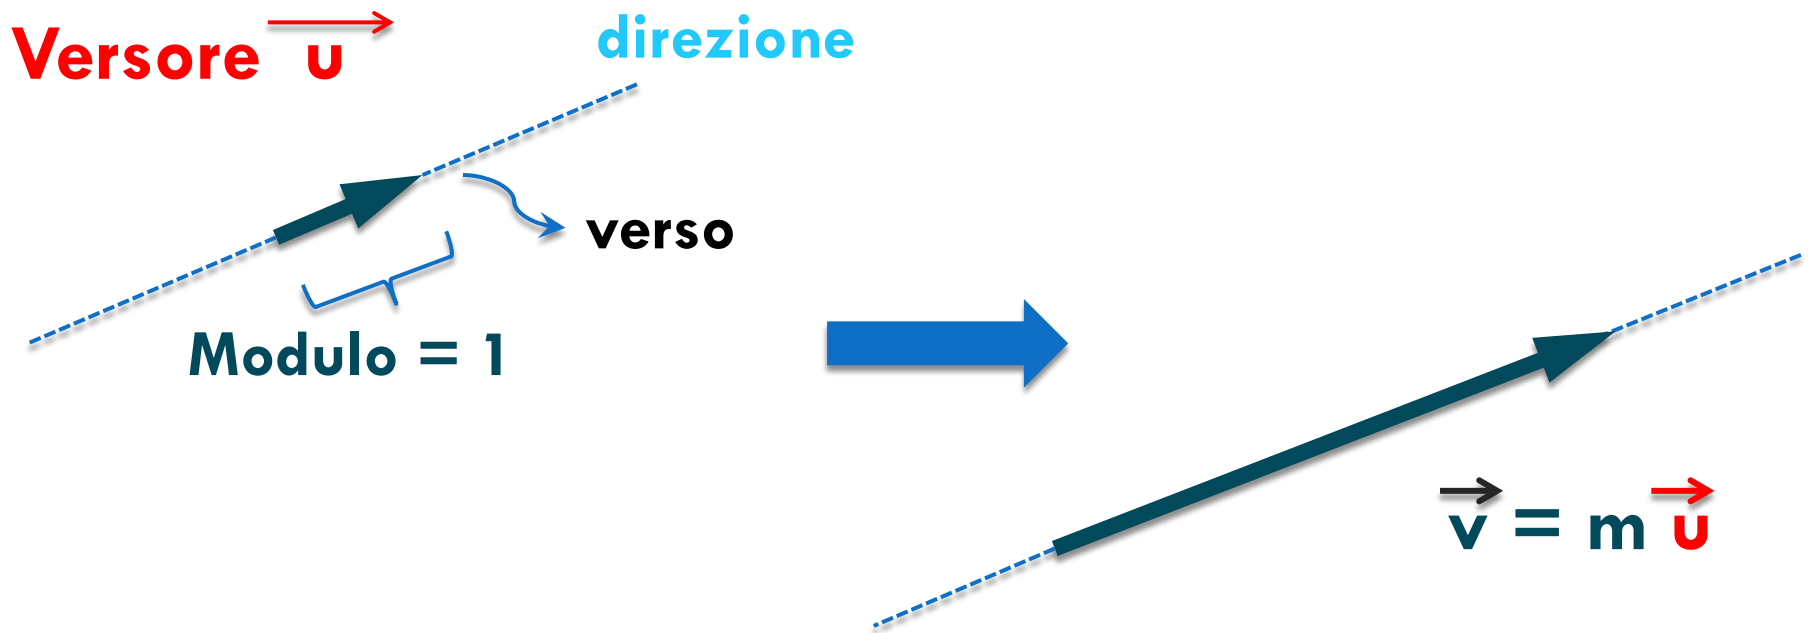 Versore u
direzione
verso
Modulo = 1
v = m u